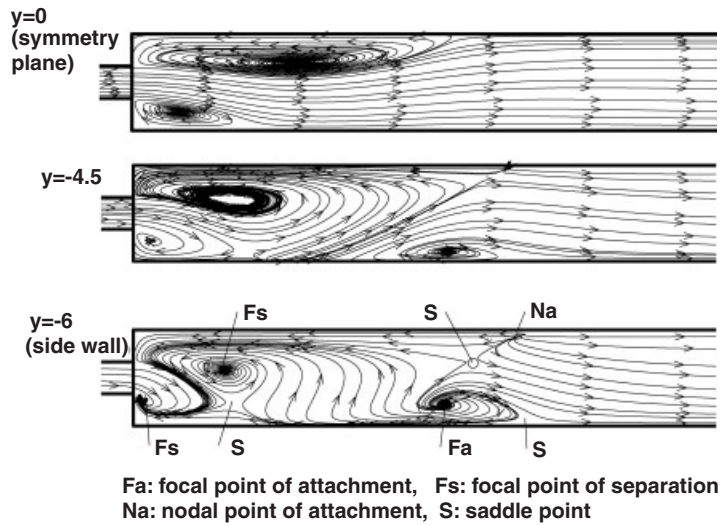 y=0
(symmetry
plane)
y=-4.5
y=-6
(side wall)
Fs
S
Na
Fs
S
Fa
S
Fa: focal point of attachment, Fs: focal point of separation
Na: nodal point of attachment, S: saddle point